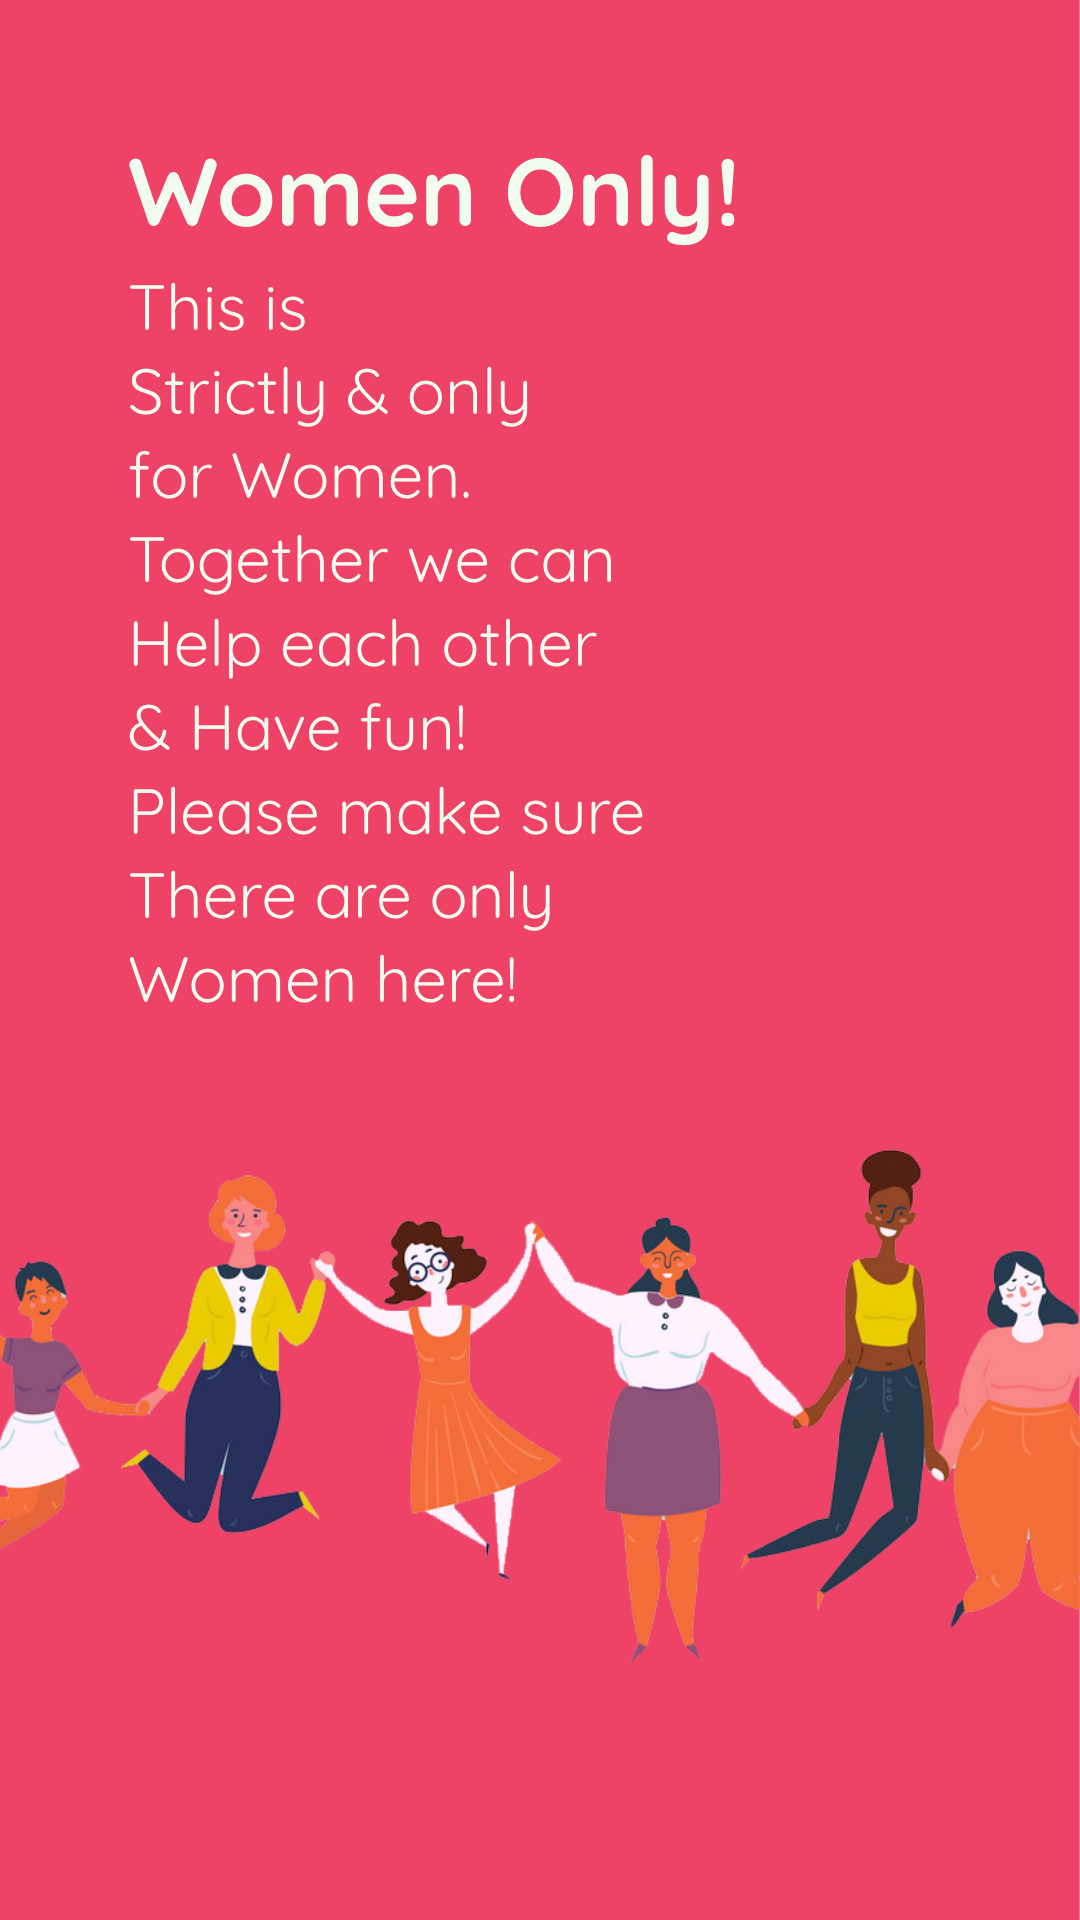 Women Only!
This is
Strictly & only
for Women.
Together we can
Help each other
& Have fun!
Please make sure
There are only
Women here!